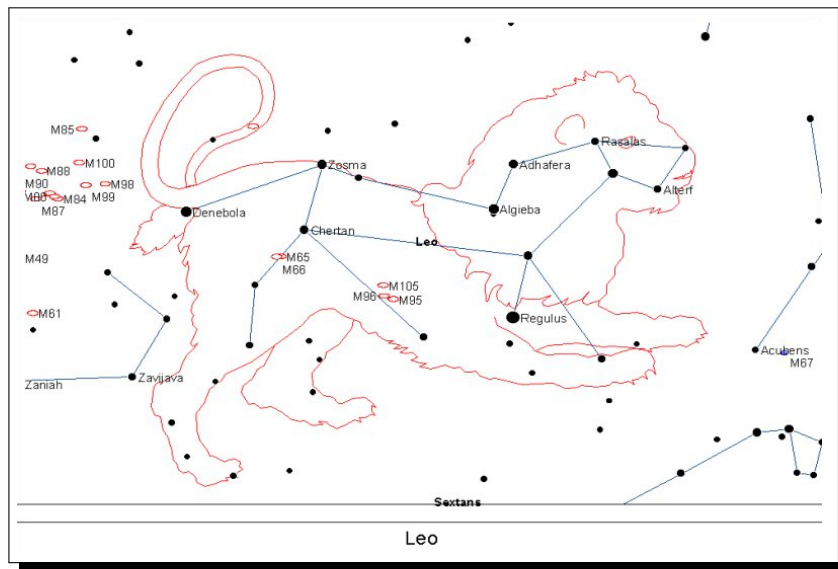 M85
Rasalas
M100
Zosma
Adhafera
M88
M90
M98
Alterf
M84
M99
M87
Denebola
Algieba
Chertan
Leo
M49
M65
M66
M105
M96
M95
M61
Regulus
Acubens
M67
Zaniah
Zavijava
Sextans
Leo